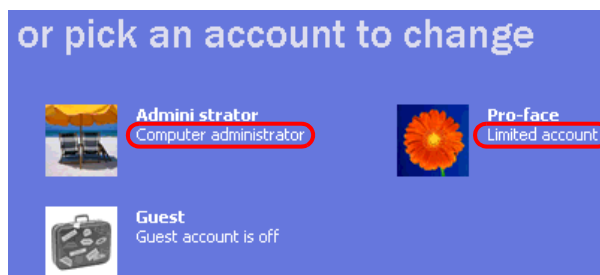 or pick an account to change
Admini strator
Computer administrator
Pro-face
Limited account
Guest
Guest account is off